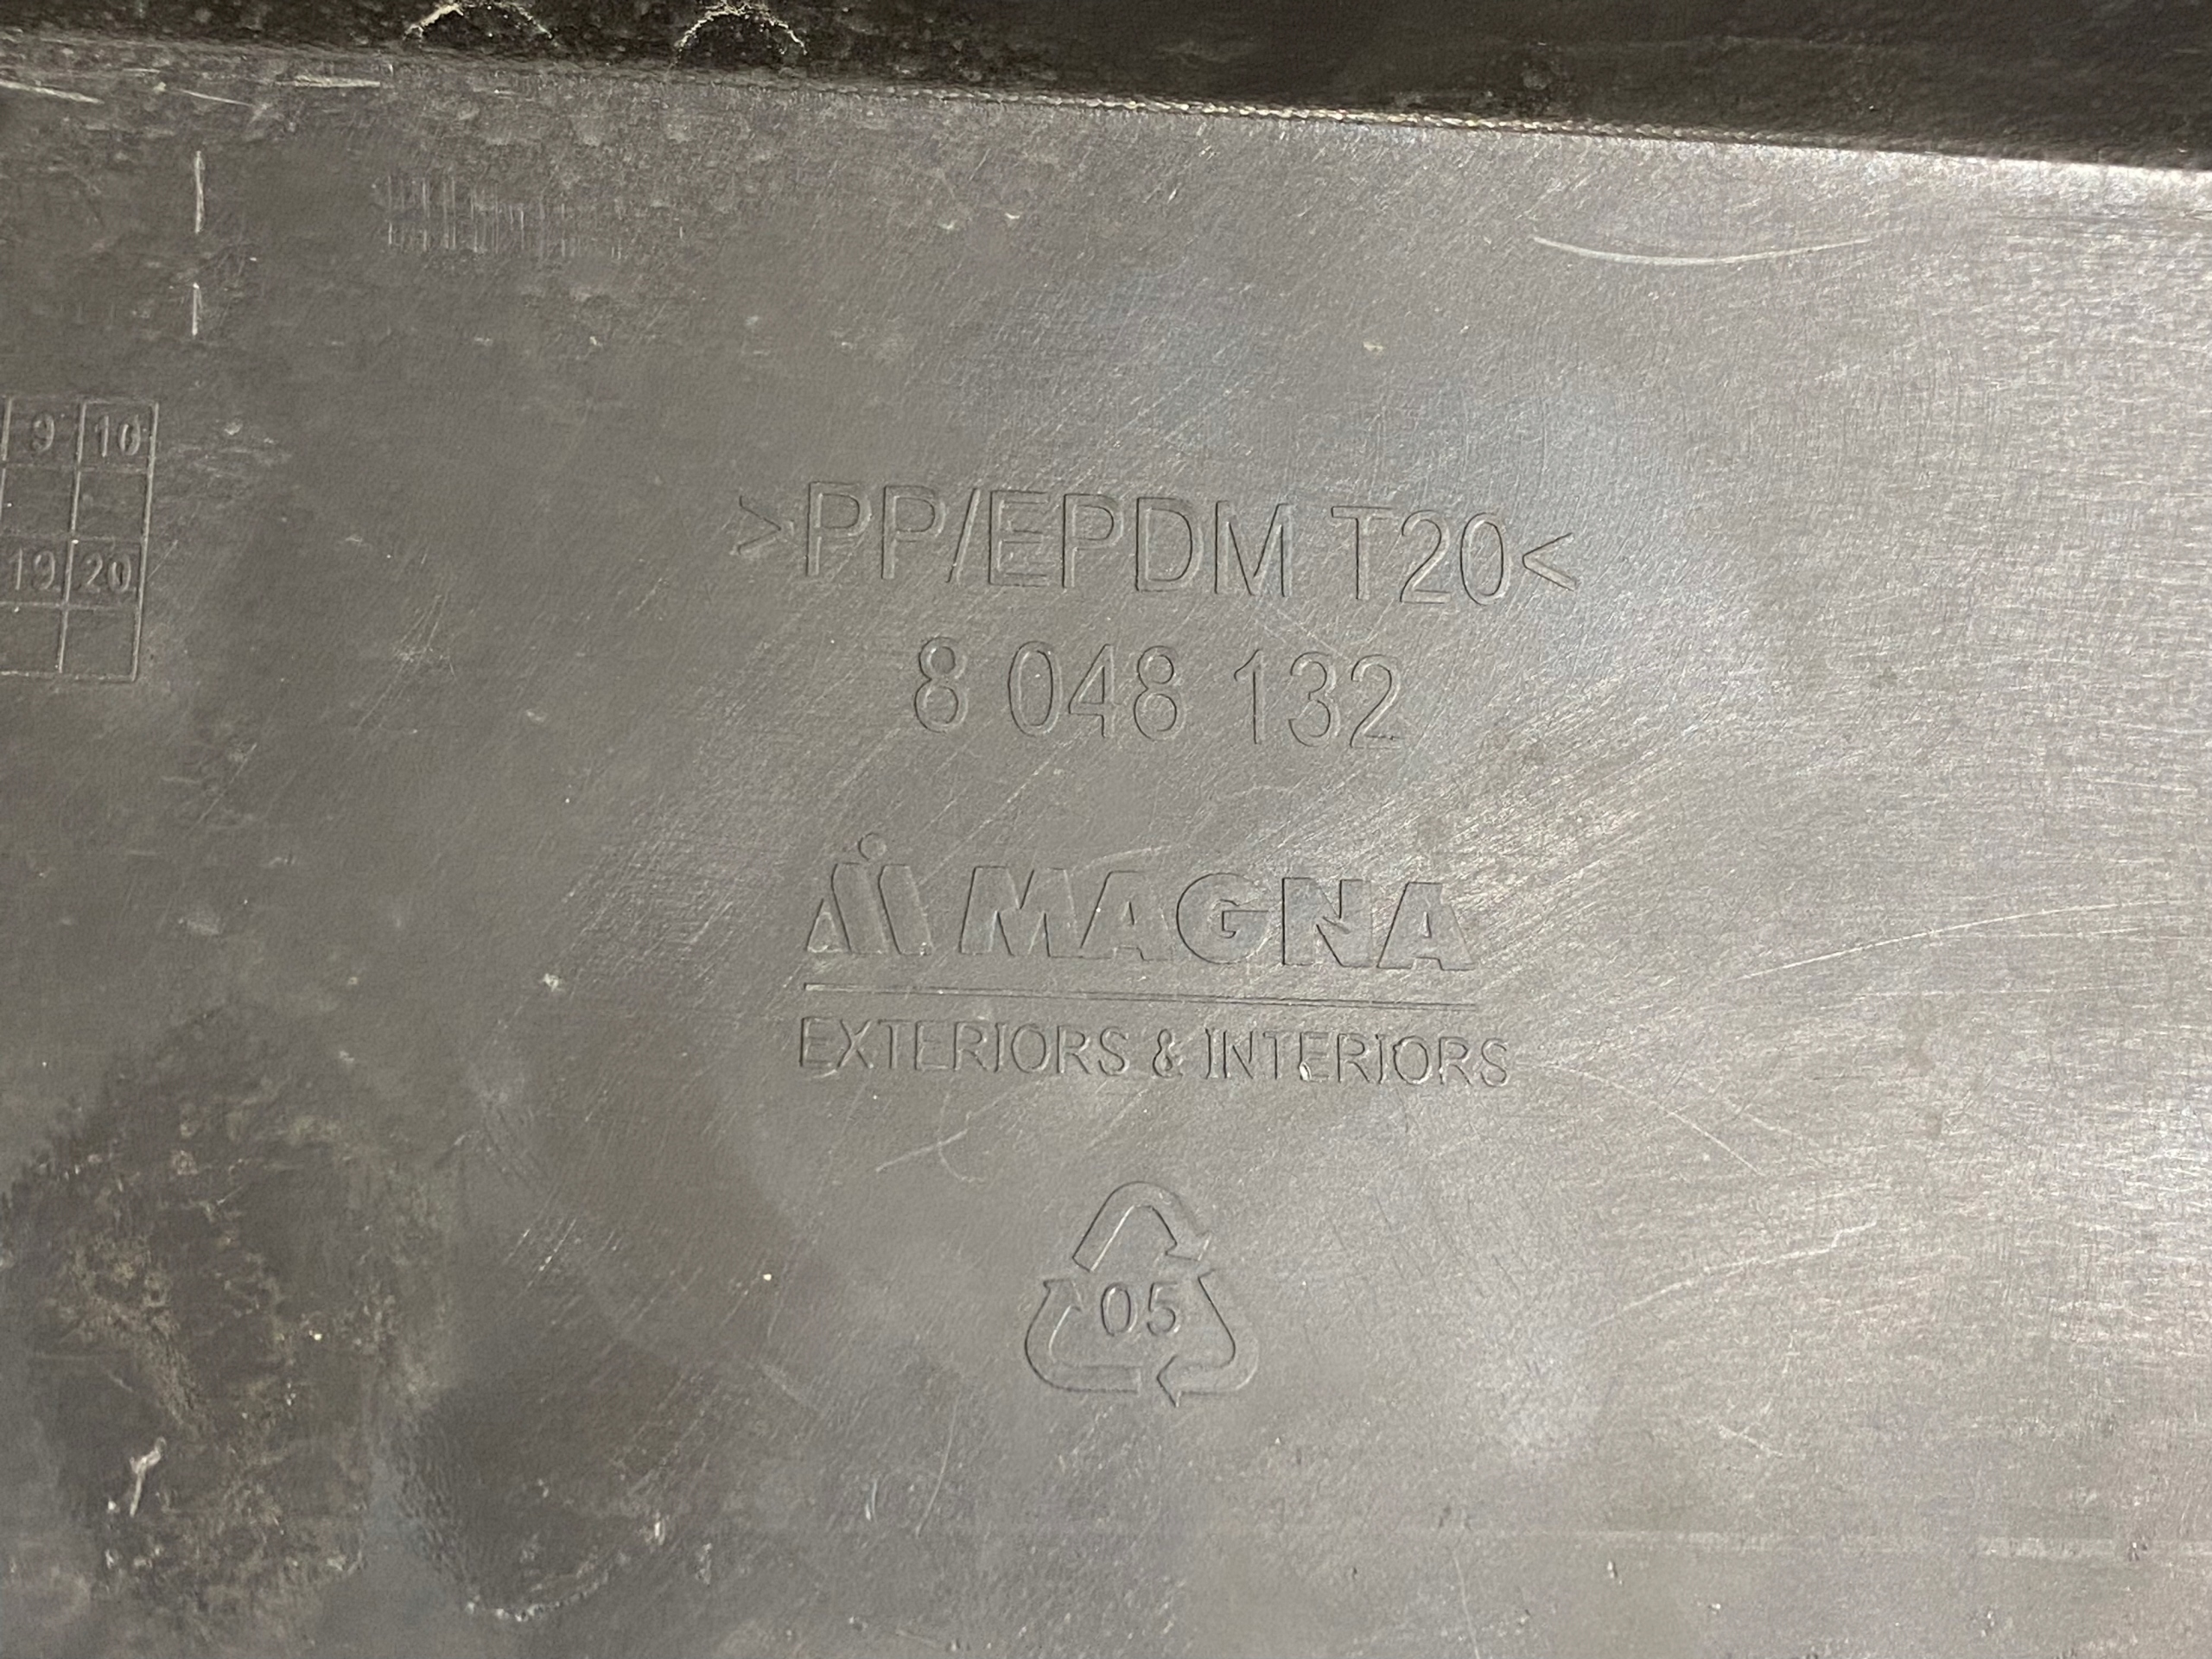 9 10
19 20
>PP/EPDM T20<
8 048 132
MAGNA
EXTERIORS & INTERIORS
05